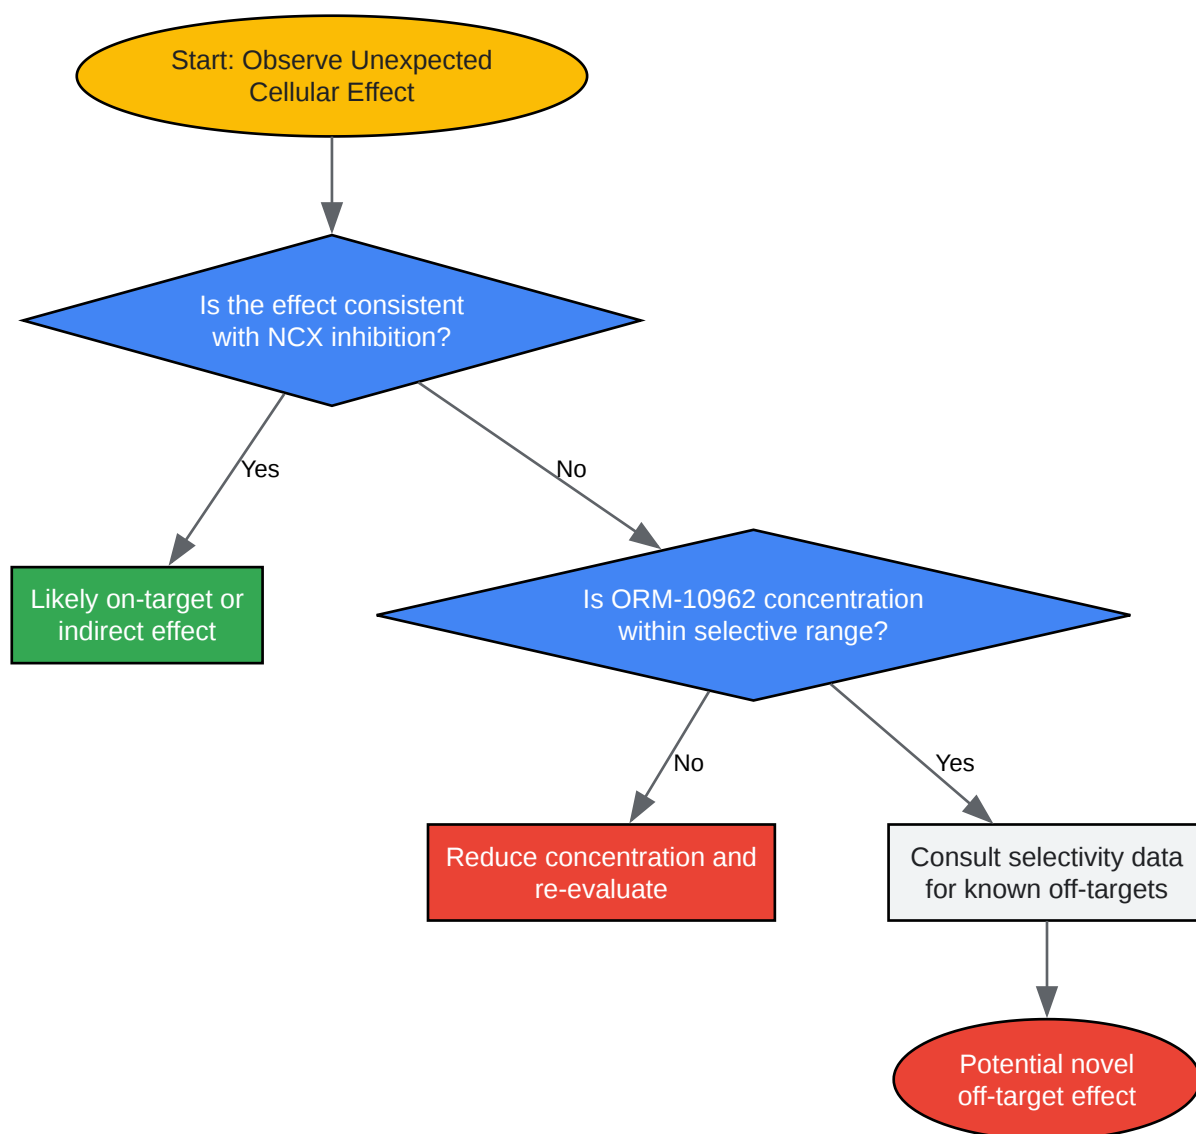 Start: Observe Unexpected
Cellular Effect
Is the effect consistent
with NCX inhibition?
Yes
No
Likely on-target or
indirect effect
Is ORM-10962 concentration
within selective range?
No
Yes
Reduce concentration and
re-evaluate
Consult selectivity data
for known off-targets
Potential novel
off-target effect